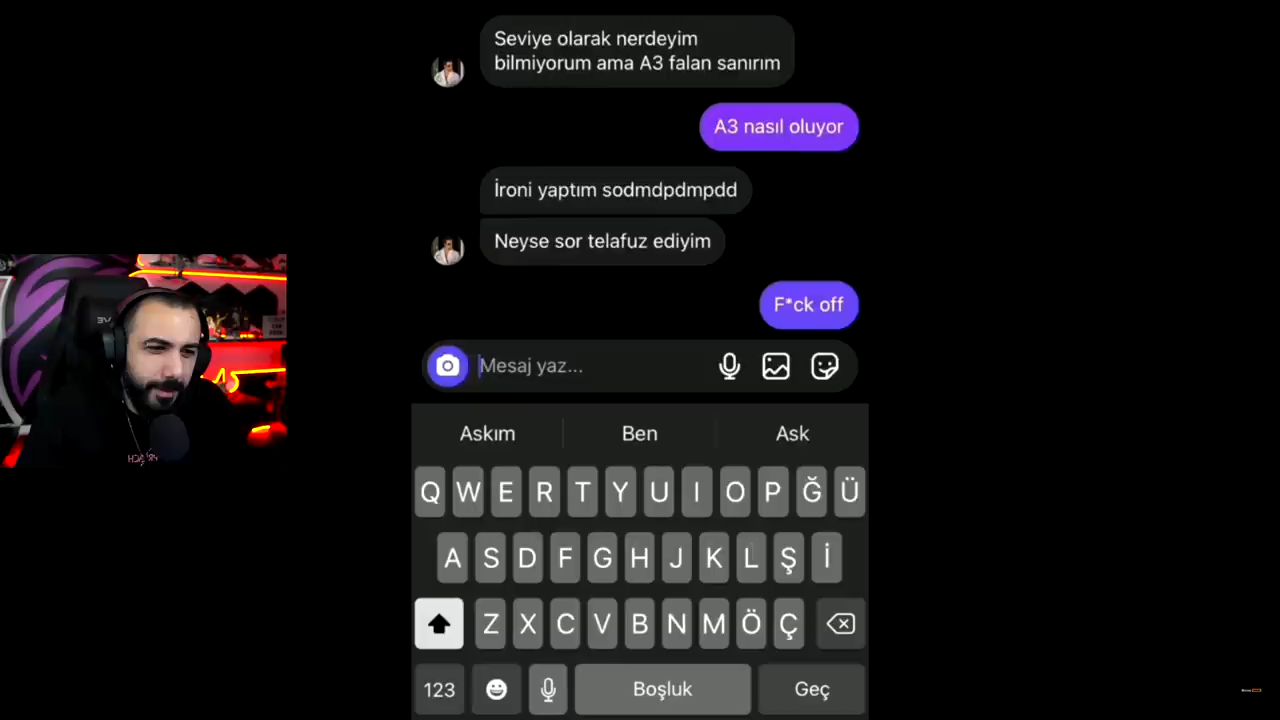 Seviye olarak nerdeyim
bilmiyorum ama A3 falan sanırım
A3 nasıl oluyor
İroni yaptım sodmdpdmpdd
Neyse sor telafuz ediyim
F*ck off
Mesaj yaz...
Askım
Ben
Ask
Q W E R T Y U I O P Ğ Ü
A S D F G H J K L Ş İ
Z X C V B N M Ö Ç
123
Boşluk
Geç